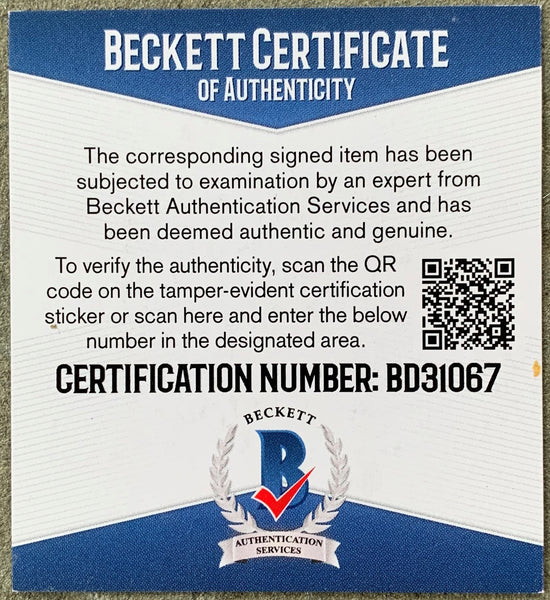 BECKETT CERTIFICATE
OF AUTHENTICITY
The corresponding signed item has been
subjected to examination by an expert from
Beckett Authentication Services and has
been deemed authentic and genuine.
To verify the authenticity, scan the QR
code on the tamper-evident certification
sticker or scan here and enter the below
number in the designated area.
CERTIFICATION NUMBER: BD31067
BECKETT
B
AUTHENTICATION
SERVICES